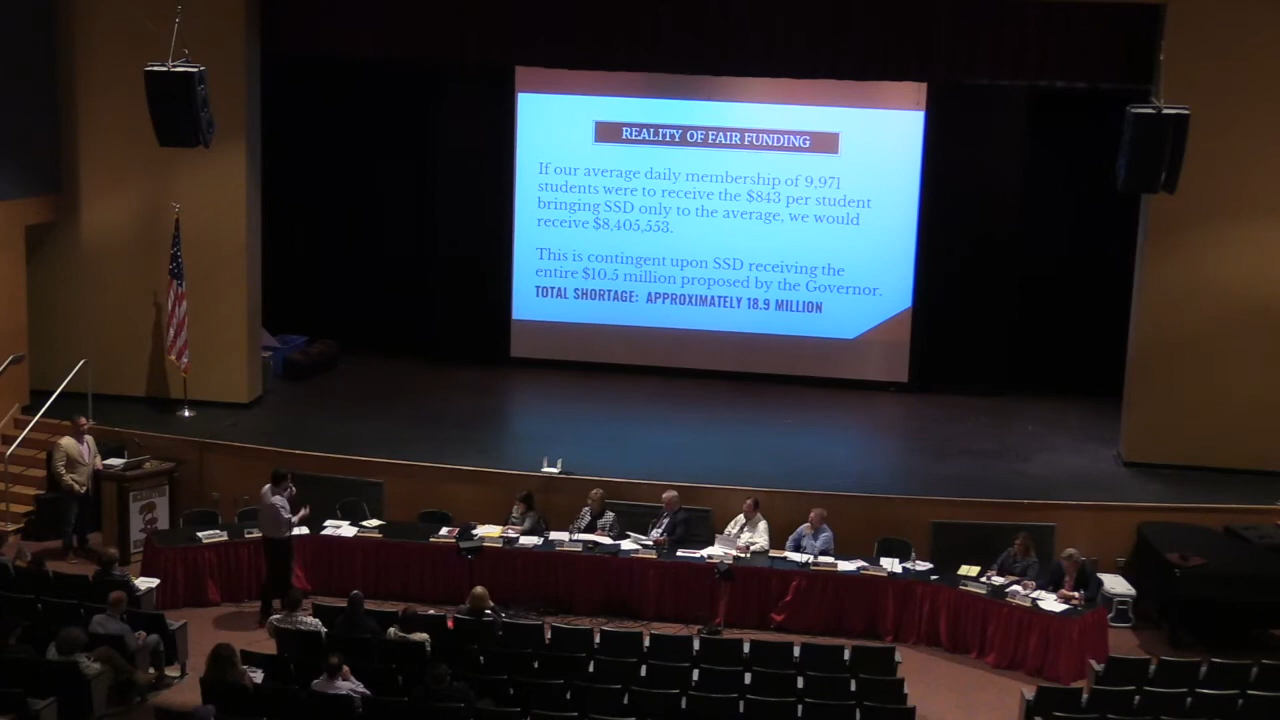 REALITY OF FAIR FUNDING
If our average daily membership of 9,971
students were to receive the $843 per student
bringing SSD only to the average, we would
receive $8,405,553.
This is contingent upon SSD receiving the
entire $10.5 million proposed by the Governor.
TOTAL SHORTAGE: APPROXIMATELY 18.9 MILLION